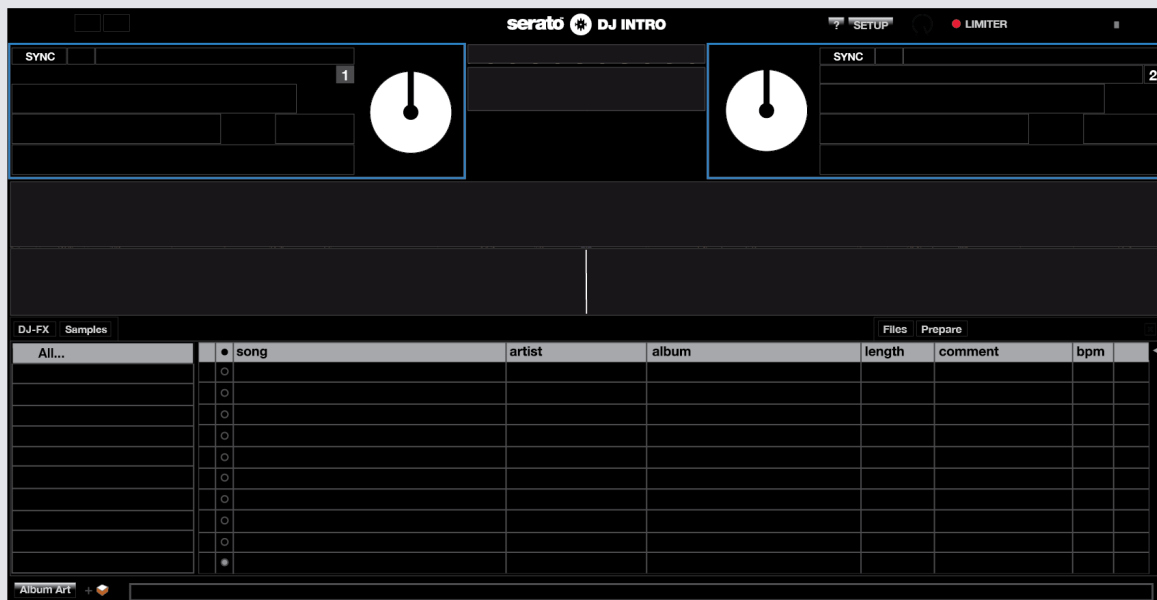 serato DJ INTRO ? SETUP LIMITER
SYNC SYNC
1 2
DJ-FX Samples Files Prepare
All... song artist album length comment bpm
Album Art +